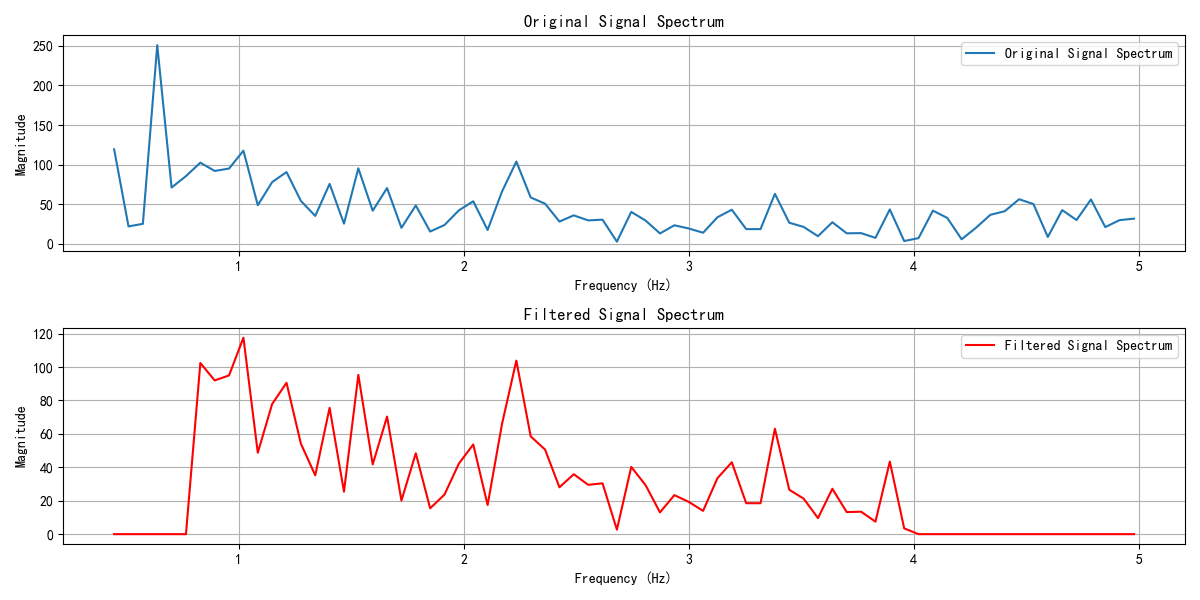 Original Signal Spectrum
250
200
150
100
50
0
Magnitude
Original Signal Spectrum
1
2
3
4
5
Frequency (Hz)
Filtered Signal Spectrum
120
100
80
60
40
20
0
Magnitude
Filtered Signal Spectrum
1
2
3
4
5
Frequency (Hz)